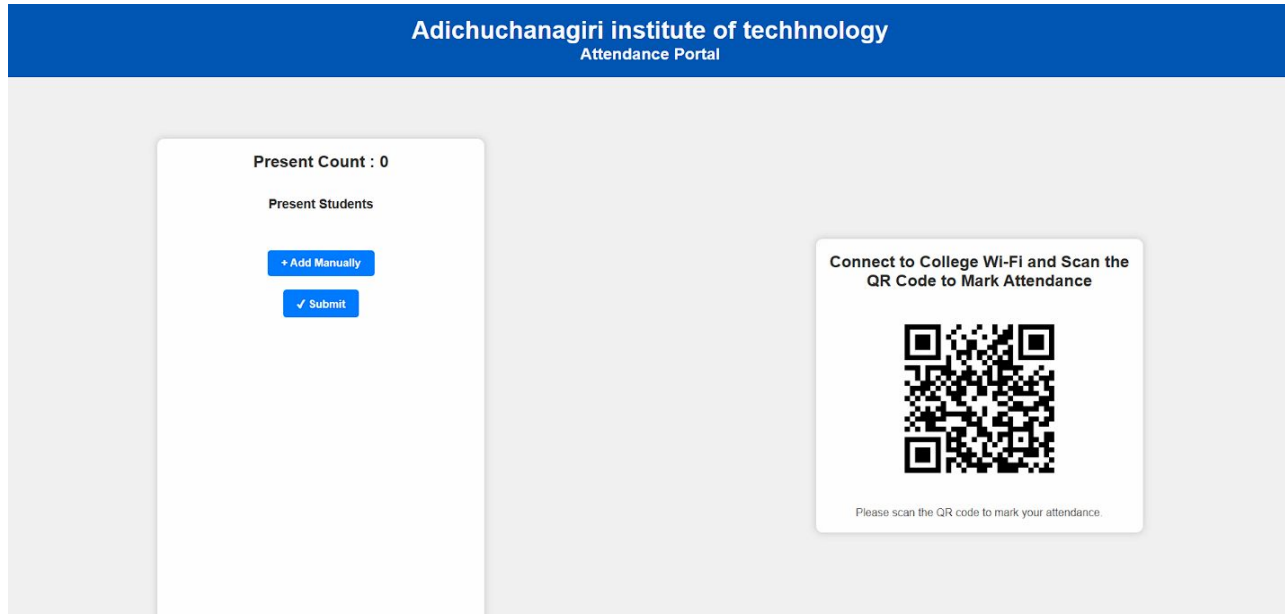 Adichuchanagiri institute of techhnology
Attendance Portal
Present Count : 0
Present Students
+ Add Manually
✓ Submit
Connect to College Wi-Fi and Scan the
QR Code to Mark Attendance
Please scan the QR code to mark your attendance.